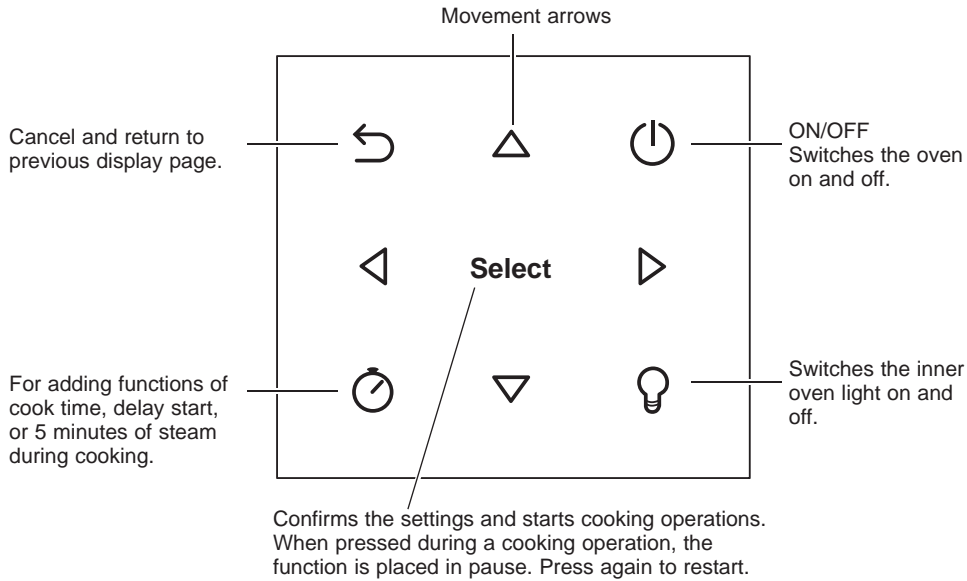 Movement arrows
Cancel and return to
previous display page.
ON/OFF
Switches the oven
on and off.
Select
For adding functions of
cook time, delay start,
or 5 minutes of steam
during cooking.
Switches the inner
oven light on and
off.
Confirms the settings and starts cooking operations.
When pressed during a cooking operation, the
function is placed in pause. Press again to restart.